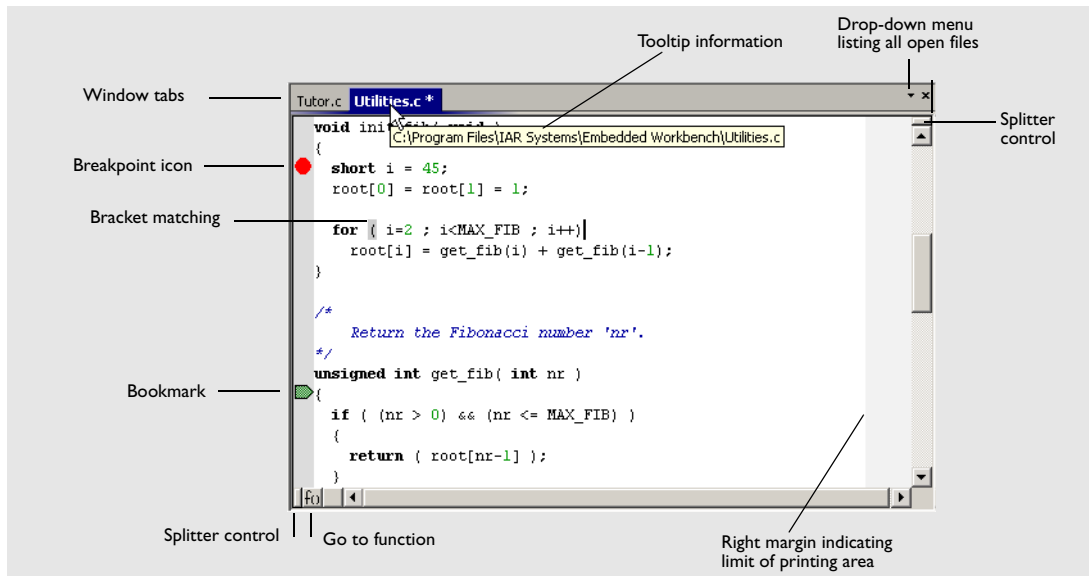 Drop-down menu
listing all open files
Tooltip information
Window tabs
Tutor.c Utilities.c *
Splitter
control
void init_fib( void )
C:\Program Files\IAR Systems\Embedded Workbench\Utilities.c
{
Breakpoint icon
short i = 45;
root[0] = root[1] = 1;
Bracket matching
for ( i=2 ; i<MAX_FIB ; i++)
root[i] = get_fib(i) + get_fib(i-1);
}
/*
Return the Fibonacci number 'nr'.
*/
unsigned int get_fib( int nr )
Bookmark
{
if ( (nr > 0) && (nr <= MAX_FIB) )
{
return ( root[nr-1] );
}
f()
Splitter control
Go to function
Right margin indicating
limit of printing area